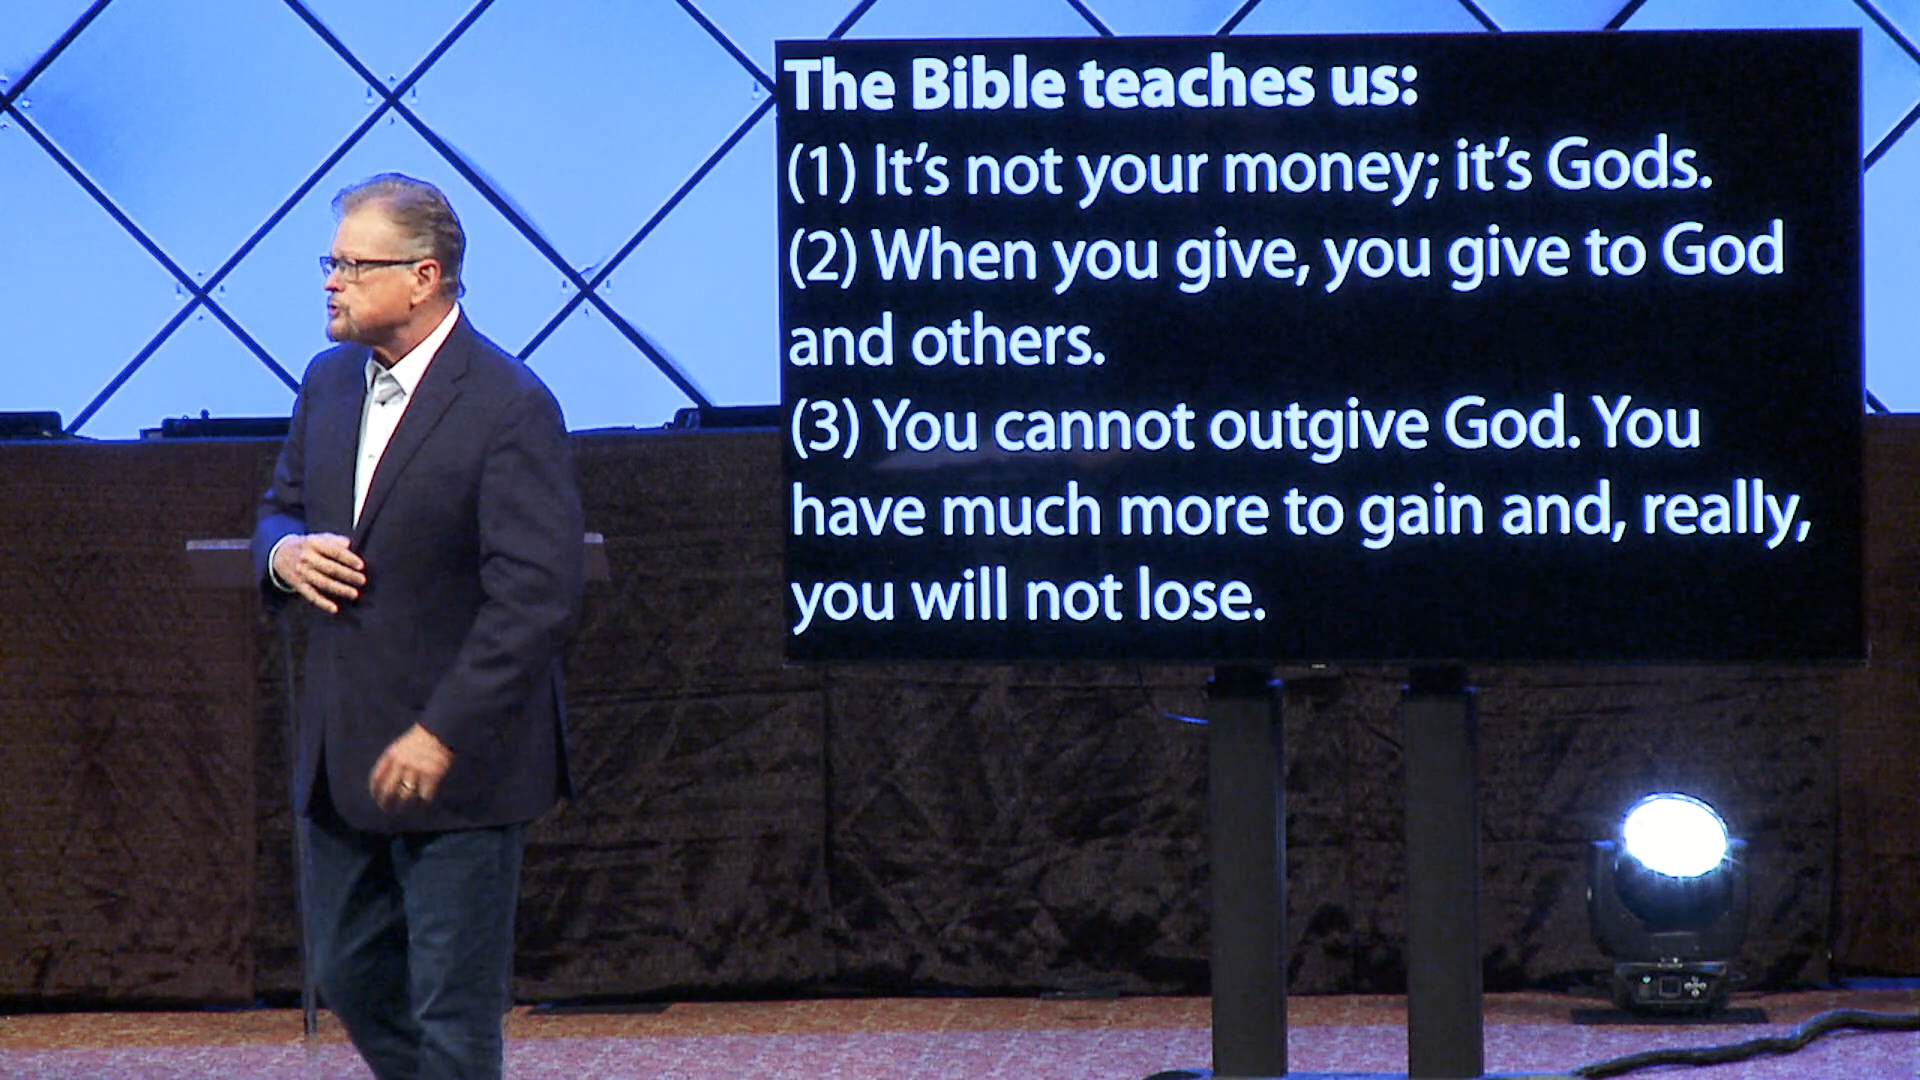 The Bible teaches us:
(1) It’s not your money; it’s Gods.
(2) When you give, you give to God
and others.
(3) You cannot outgive God. You
have much more to gain and, really,
you will not lose.